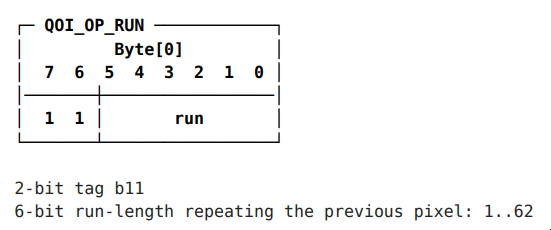 QOI_OP_RUN
Byte[0]
7 6 5 4 3 2 1 0
1 1 run
2-bit tag b11
6-bit run-length repeating the previous pixel: 1..62